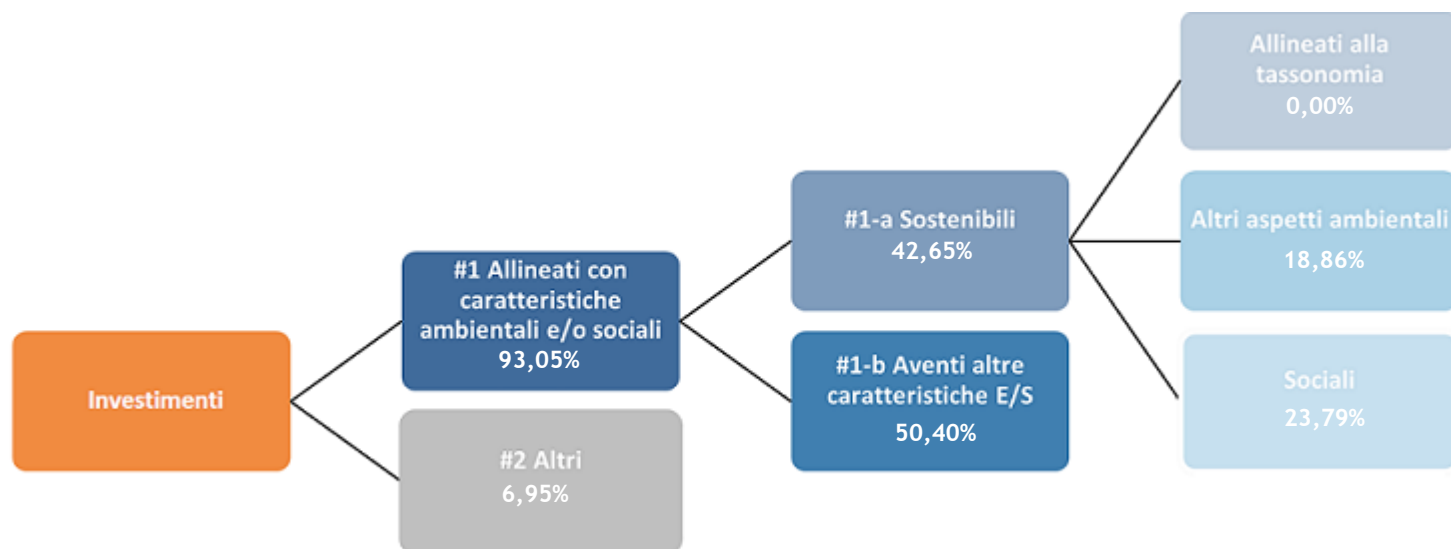 Investimenti
#1 Allineati con
caratteristiche
ambientali e/o sociali
93,05%
#2 Altri
6,95%
#1-a Sostenibili
42,65%
#1-b Aventi altre
caratteristiche E/S
50,40%
Allineati alla
tassonomia
0,00%
Altri aspetti ambientali
18,86%
Sociali
23,79%